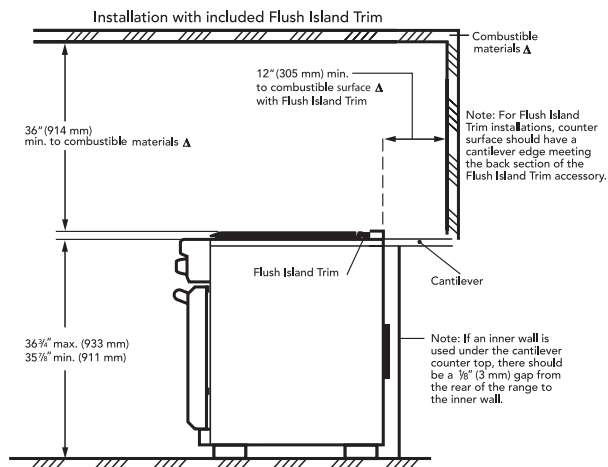 Installation with included Flush Island Trim
Combustible
materials Δ
12" (305 mm) min.
to combustible surface Δ
with Flush Island Trim
36" (914 mm)
min. to combustible materials Δ
Note: For Flush Island
Trim installations, counter
surface should have a
cantilever edge meeting
the back section of the
Flush Island Trim accessory.
Flush Island Trim
Cantilever
36¾" max. (933 mm)
35⅞" min. (911 mm)
Note: If an inner wall is
used under the cantilever
counter top, there should
be a ⅛" (3 mm) gap from
the rear of the range to
the inner wall.